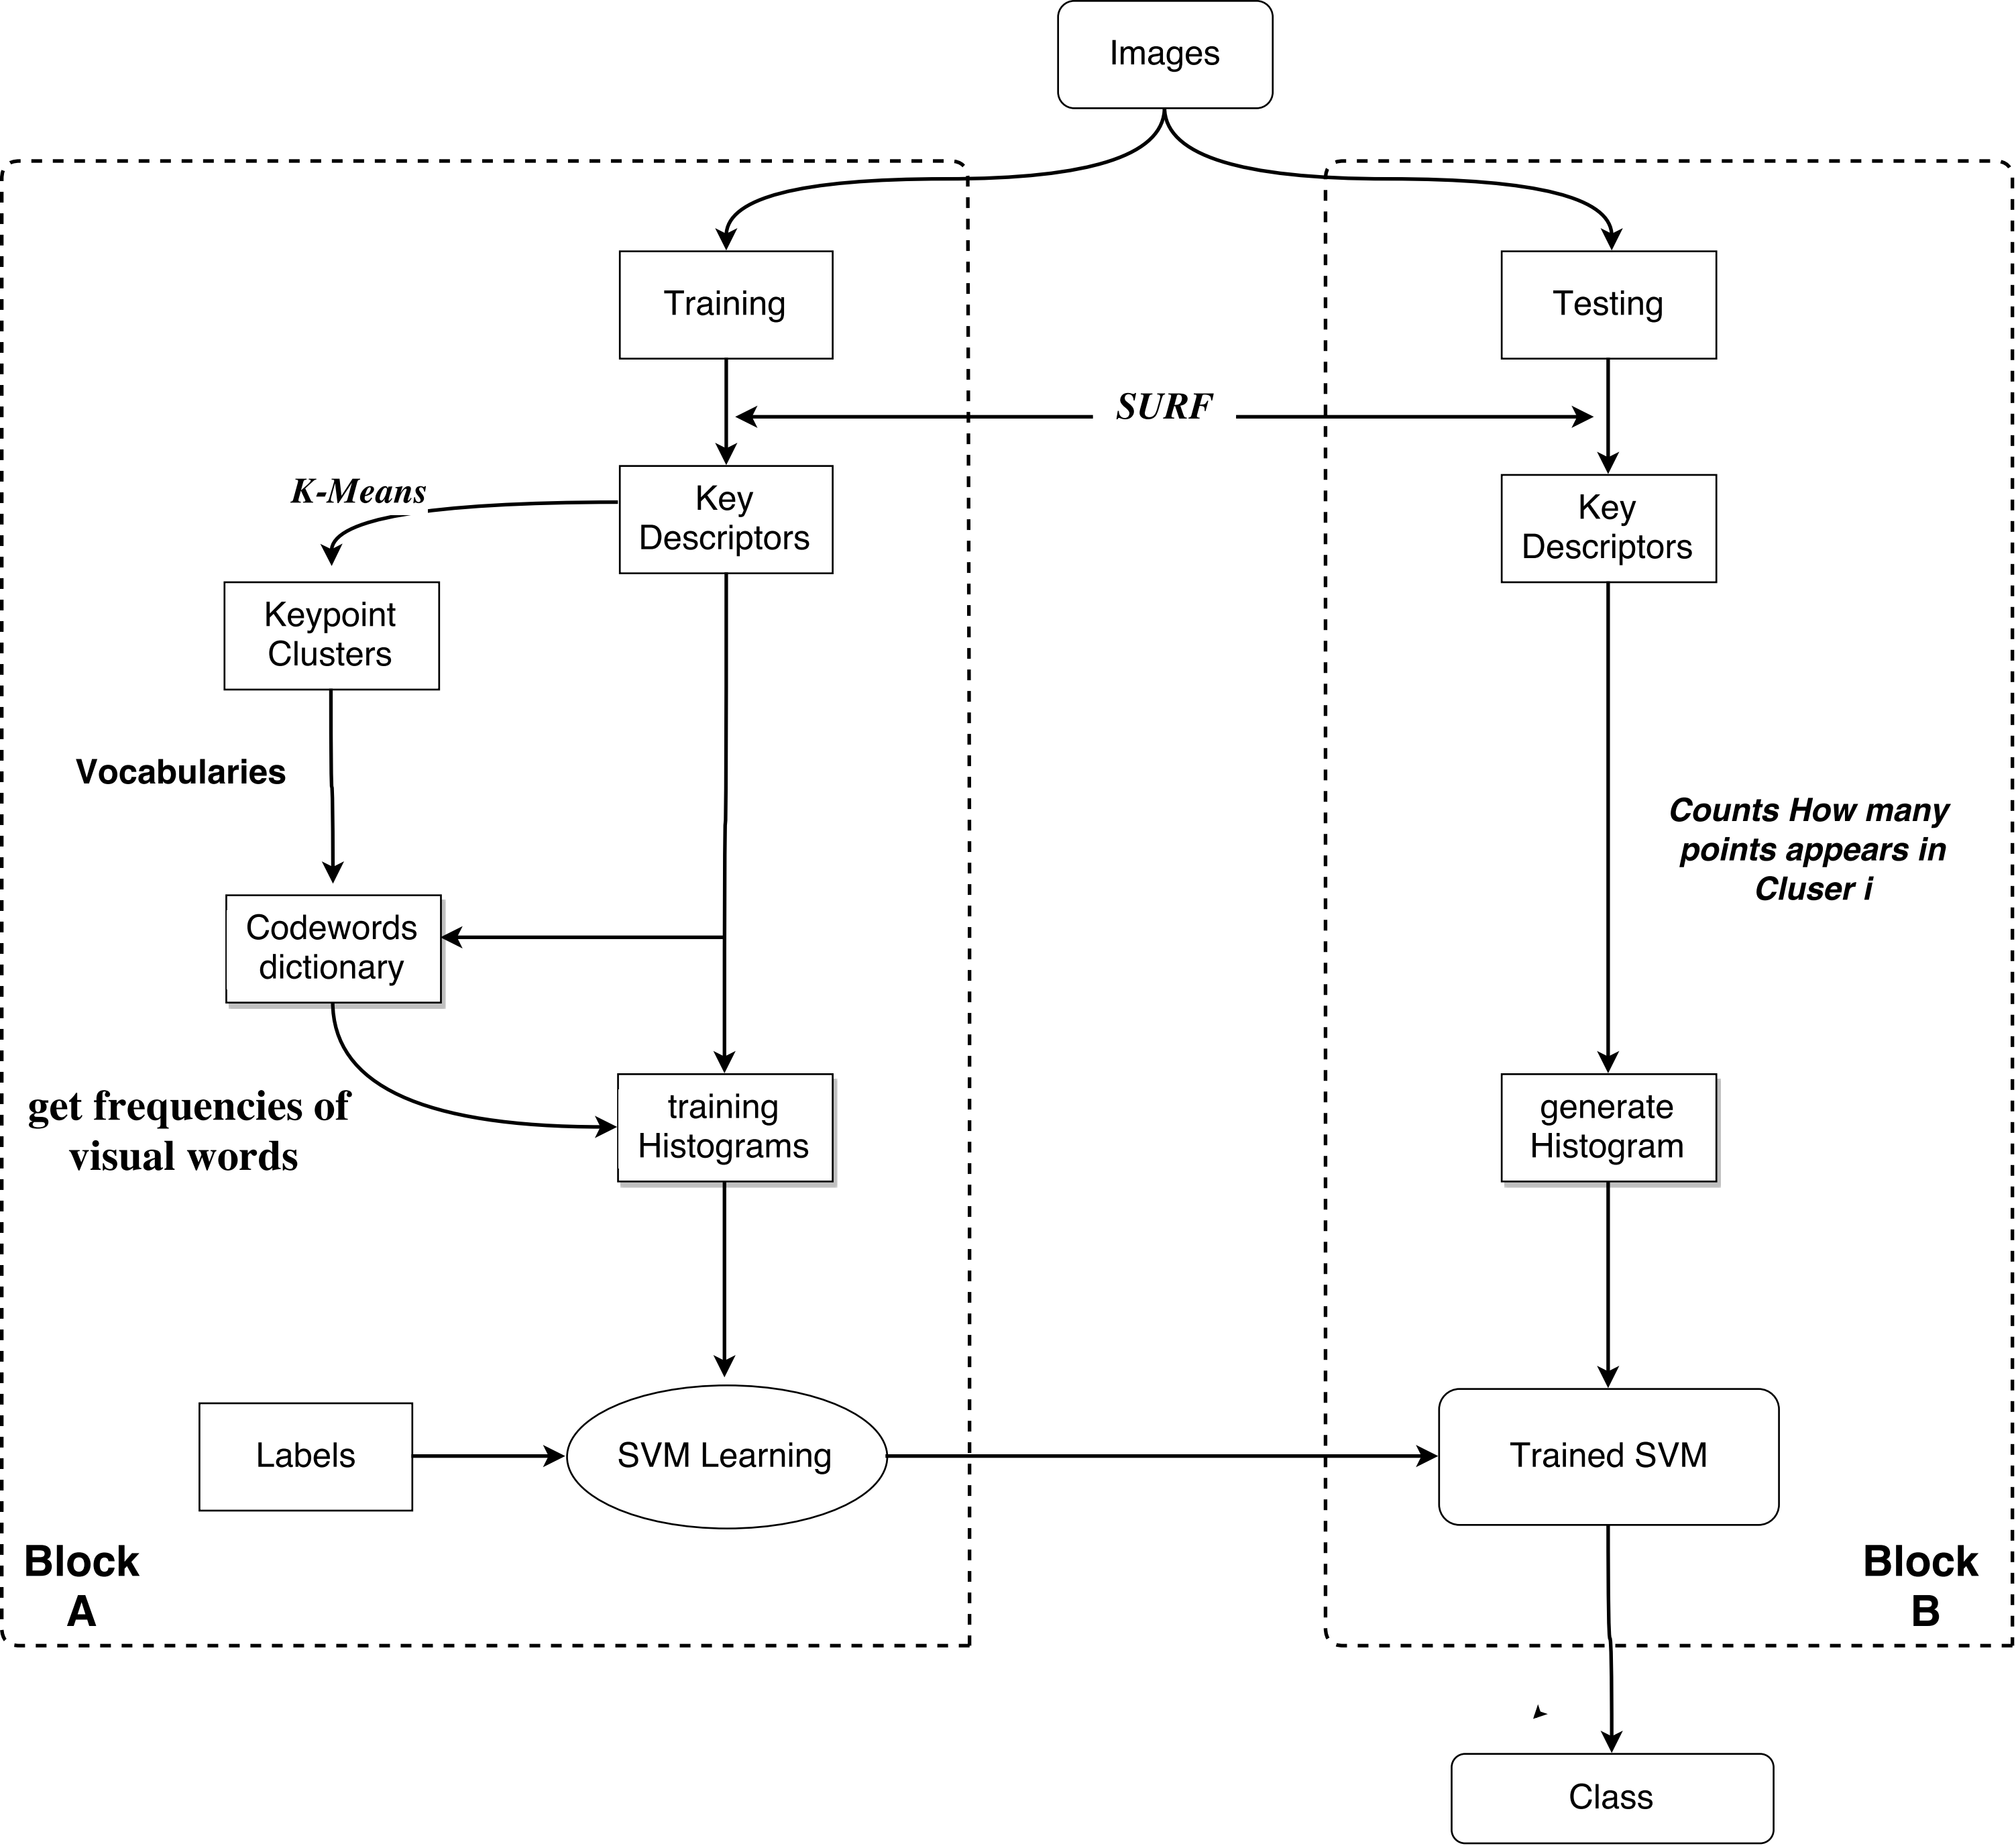 Images
Training
Testing
SURF
K-Means
Key
Descriptors
Key
Descriptors
Keypoint
Clusters
Vocabularies
Counts How many
points appears in
Cluser i
Codewords
dictionary
get frequencies of
visual words
training
Histograms
generate
Histogram
Labels
SVM Learning
Trained SVM
Block
A
Block
B
Class